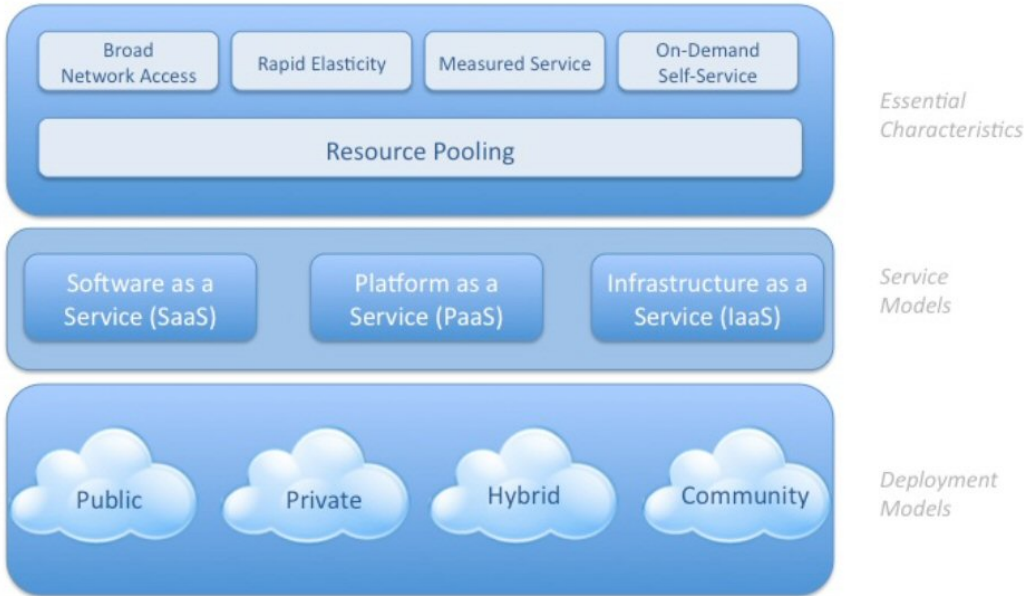 Broad
Network Access
Rapid Elasticity
Measured Service
On-Demand
Self-Service
Resource Pooling
Essential
Characteristics
Software as a
Service (SaaS)
Platform as a
Service (PaaS)
Infrastructure as a
Service (IaaS)
Service
Models
Public
Private
Hybrid
Community
Deployment
Models